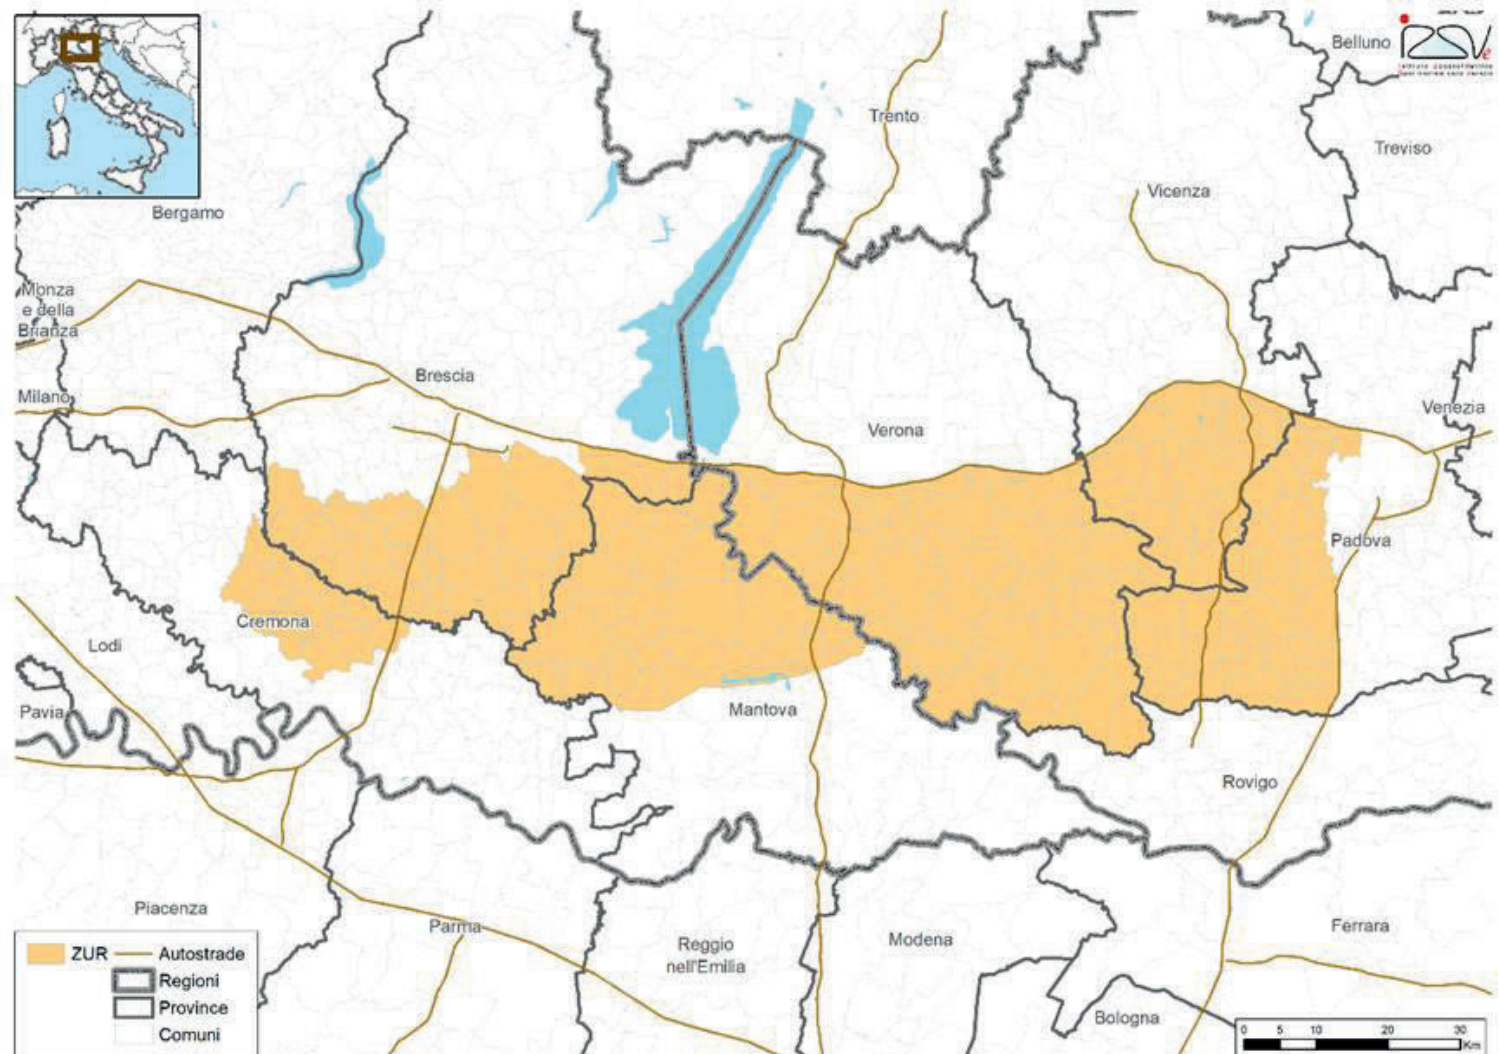 Belluno
Trento
Treviso
Vicenza
Bergamo
Monza
e della
Brianza
Brescia
Milano
Venezia
Verona
Padova
Cremona
Lodi
Pavia
Mantova
Rovigo
Piacenza
Parma
Reggio
nell'Emilia
Modena
Ferrara
Bologna
ZUR Autostrade
Regioni
Province
Comuni
0 5 10 20 30
Km